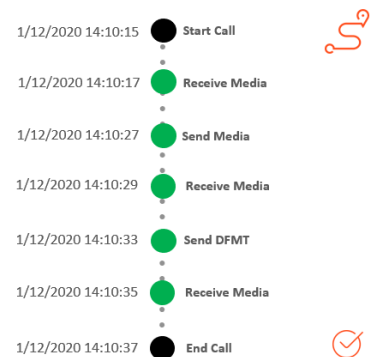 1/12/2020 14:10:15 Start Call
1/12/2020 14:10:17 Receive Media
1/12/2020 14:10:27 Send Media
1/12/2020 14:10:29 Receive Media
1/12/2020 14:10:33 Send DFMT
1/12/2020 14:10:35 Receive Media
1/12/2020 14:10:37 End Call